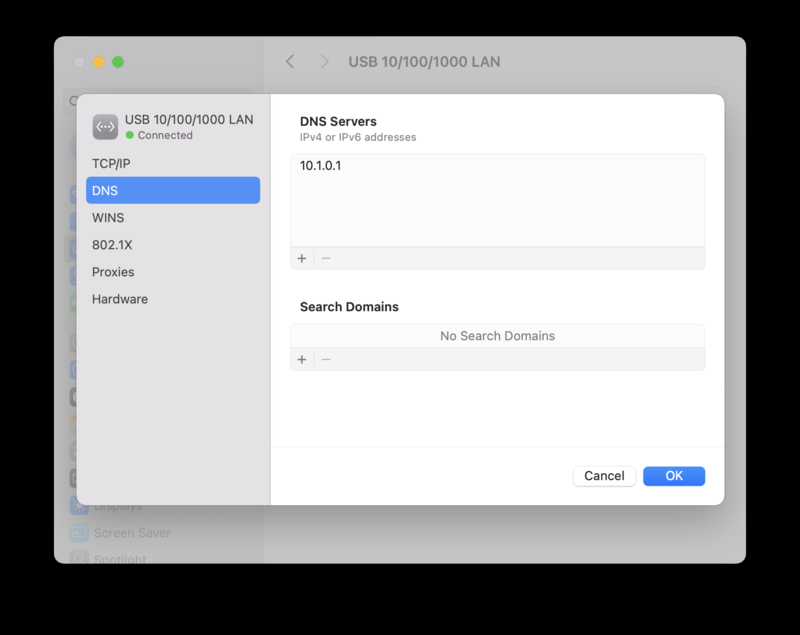 USB 10/100/1000 LAN
USB 10/100/1000 LAN
Connected
TCP/IP
DNS
WINS
802.1X
Proxies
Hardware
DNS Servers
IPv4 or IPv6 addresses
10.1.0.1
+ −
Search Domains
No Search Domains
+ −
Cancel
OK
Displays
Screen Saver
Spotlight